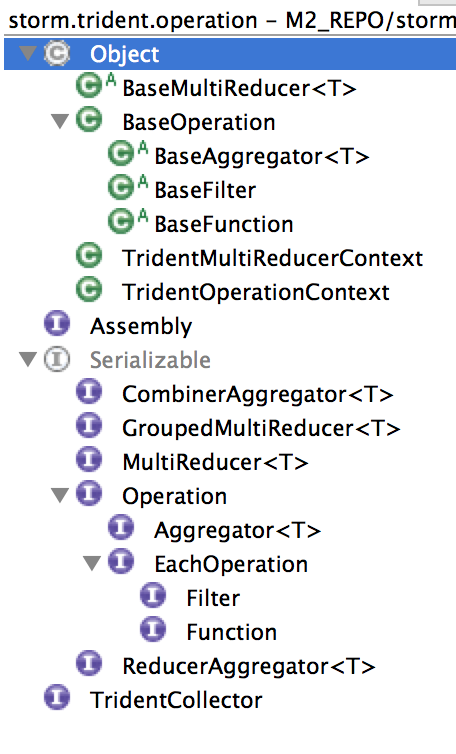 storm.trident.operation – M2_REPO/storm
Object
BaseMultiReducer<T>
BaseOperation
BaseAggregator<T>
BaseFilter
BaseFunction
TridentMultiReducerContext
TridentOperationContext
Assembly
Serializable
CombinerAggregator<T>
GroupedMultiReducer<T>
MultiReducer<T>
Operation
Aggregator<T>
EachOperation
Filter
Function
ReducerAggregator<T>
TridentCollector